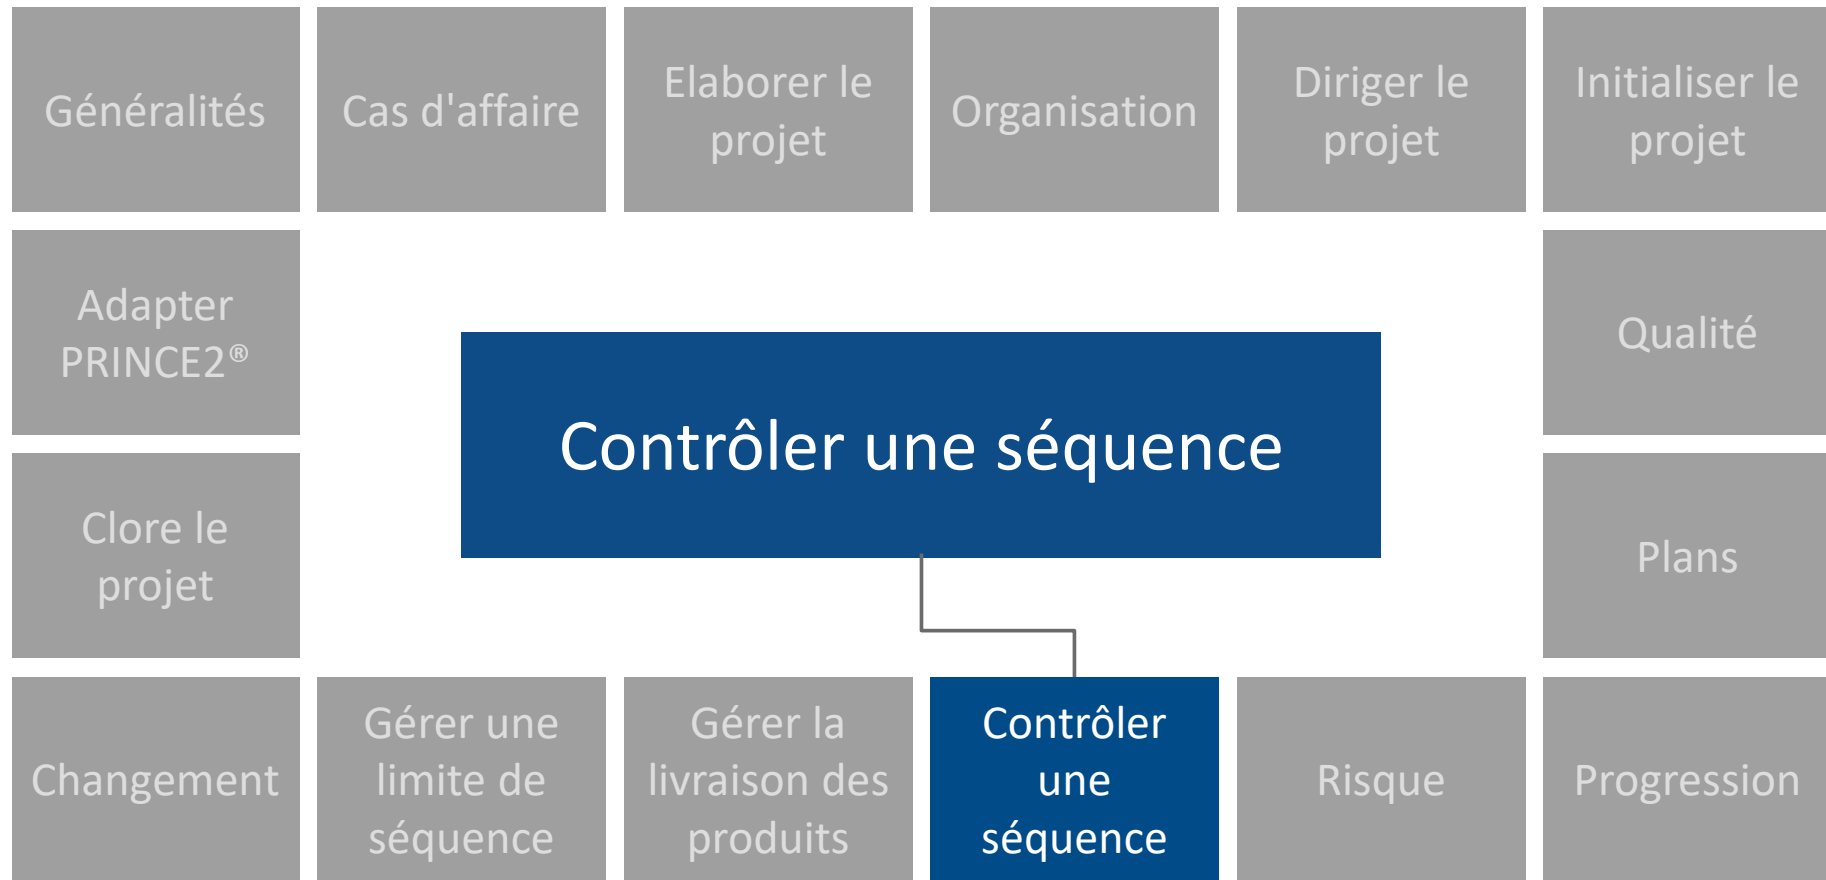 Généralités
Cas d'affaire
Elaborer le
projet
Organisation
Diriger le
projet
Initialiser le
projet
Adapter
PRINCE2®
Qualité
Contrôler une séquence
Clore le
projet
Plans
Changement
Gérer une
limite de
séquence
Gérer la
livraison des
produits
Contrôler
une
séquence
Risque
Progression